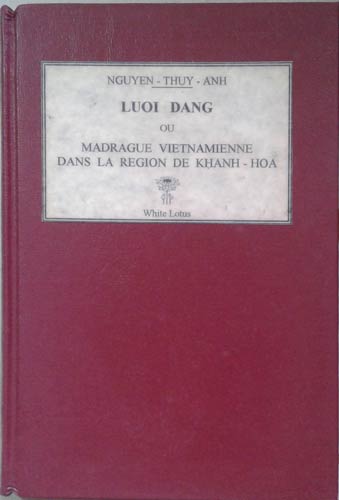 NGUYEN - THUY - ANH
LUOI DANG
OU
MADRAGUE VIETNAMIENNE
DANS LA REGION DE KHANH - HOA
White Lotus